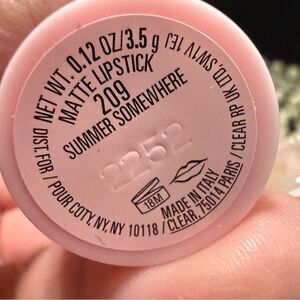 NET WT. 0.12 OZ/3.5 g
MATTE LIPSTICK
209
SUMMER SOMEWHERE
2252
18M
MADE IN ITALY
DIST. FOR / POUR COTY, NY, NY 10118 / CLEAR, 75014 PARIS / CLEAR RP UK LTD, SW1V 1EJ